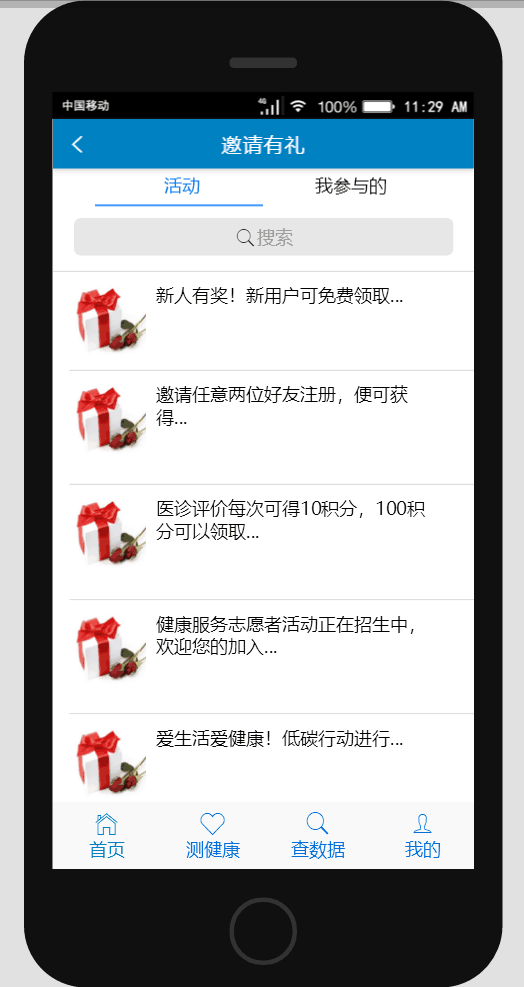 中国移动 4G 100% 11:29 AM
邀请有礼
活动 我参与的
搜索
新人有奖！新用户可免费领取...
邀请任意两位好友注册，便可获
得...
医诊评价每次可得10积分，100积
分可以领取...
健康服务志愿者活动正在招生中，
欢迎您的加入...
爱生活爱健康！低碳行动进行...
首页 测健康 查数据 我的